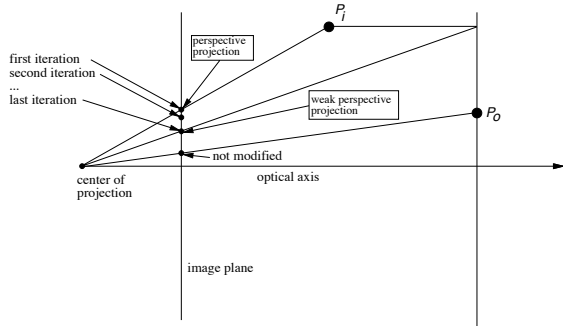 P_i
perspective
projection
first iteration
second iteration
...
last iteration
weak perspective
projection
P_o
not modified
center of
projection
optical axis
image plane